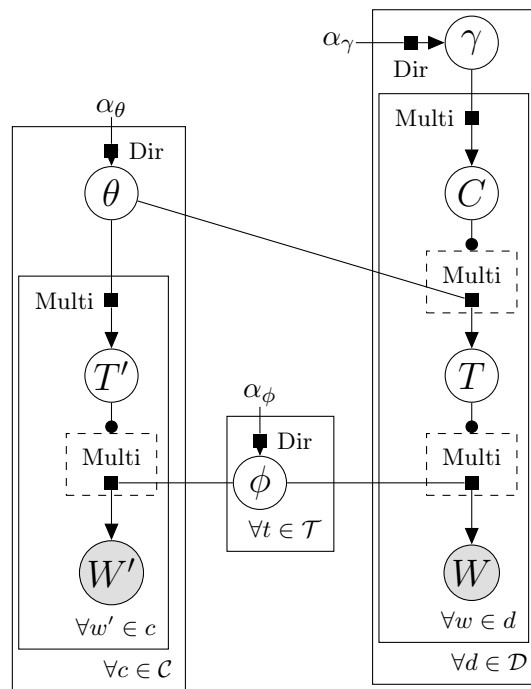 α_γ
γ
Dir
α_θ
Multi
Dir
θ
C
Multi
Multi
T′
T
α_ϕ
Dir
Multi
Multi
ϕ
∀t ∈ 𝒯
W′
W
∀w′ ∈ c
∀w ∈ d
∀c ∈ 𝒞
∀d ∈ 𝒟